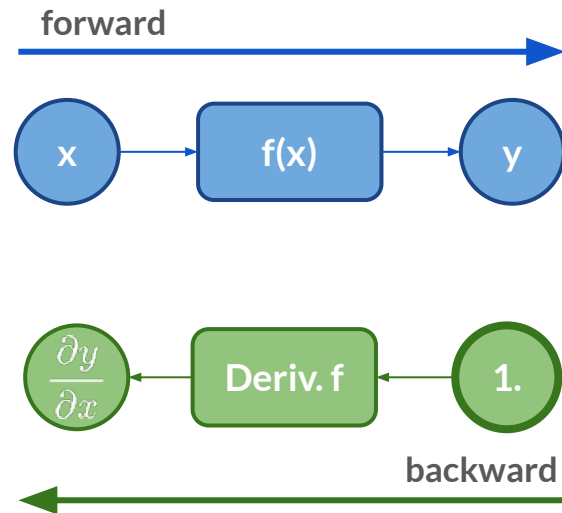 forward
x
f(x)
y
∂y
∂x
Deriv. f
1.
backward